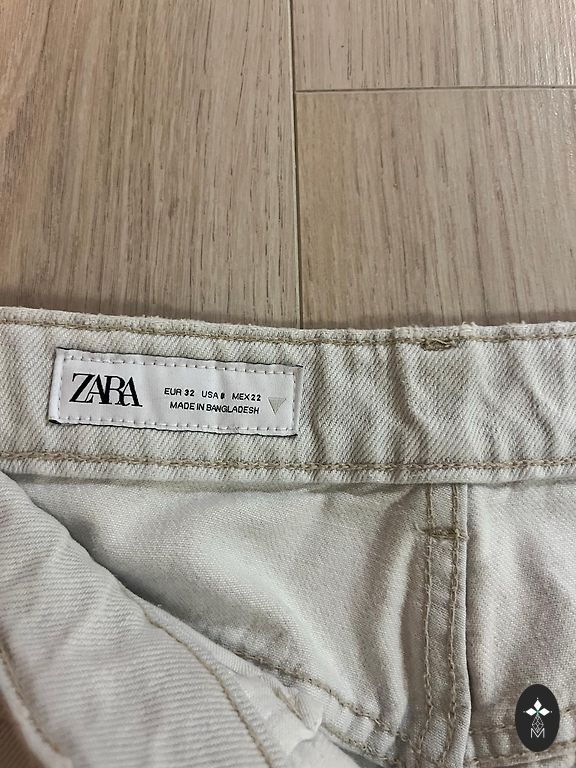 ZARA
EUR 32 USA 0 MEX 22
MADE IN BANGLADESH
M